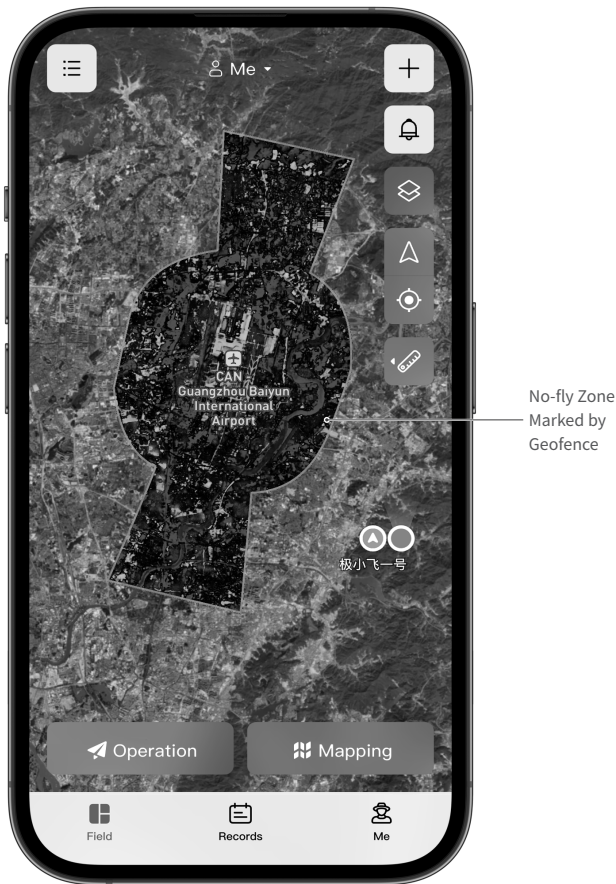 Me
CAN -
Guangzhou Baiyun
International
Airport
No-fly Zone
Marked by
Geofence
极小飞一号
Operation
Mapping
Field
Records
Me